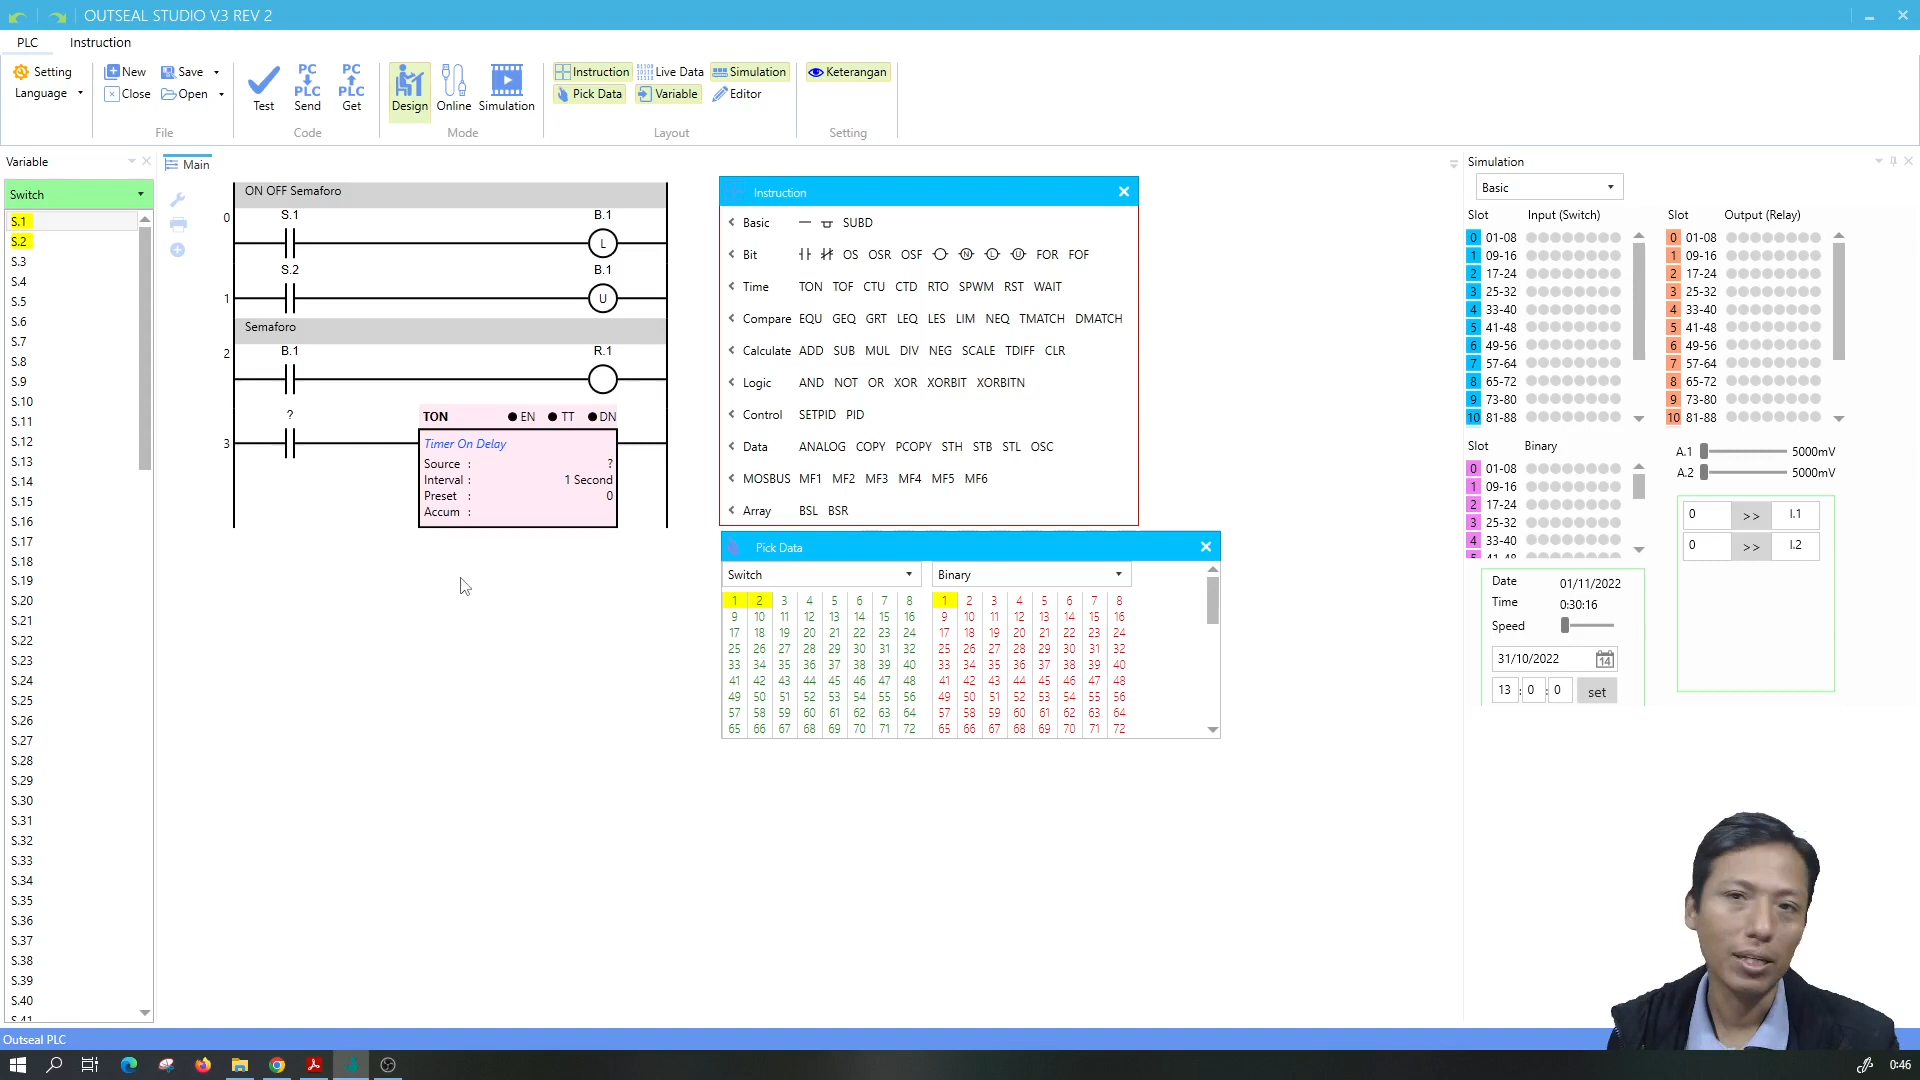 OUTSEAL STUDIO V.3 REV 2
PLC Instruction
Setting
Language
New Save
Close Open
File
Test
PC PLC Send
PC PLC Get
Code
Design Online Simulation
Mode
Instruction Live Data Simulation
Pick Data Variable Editor
Layout
Keterangan
Setting
Variable
Switch
S.1
S.2
S.3
S.4
S.5
S.6
S.7
S.8
S.9
S.10
S.11
S.12
S.13
S.14
S.15
S.16
S.17
S.18
S.19
S.20
S.21
S.22
S.23
S.24
S.25
S.26
S.27
S.28
S.29
S.30
S.31
S.32
S.33
S.34
S.35
S.36
S.37
S.38
S.39
S.40
S.41
Main
ON OFF Semaforo
0 S.1 B.1
L
S.2 B.1
1 U
Semaforo
2 B.1 R.1
? TON EN TT DN
3 Timer On Delay
Source : ?
Interval : 1 Second
Preset : 0
Accum :
Instruction
Basic SUBD
Bit OS OSR OSF N L U FOR FOF
Time TON TOF CTU CTD RTO SPWM RST WAIT
Compare EQU GEQ GRT LEQ LES LIM NEQ TMATCH DMATCH
Calculate ADD SUB MUL DIV NEG SCALE TDIFF CLR
Logic AND NOT OR XOR XORBIT XORBITN
Control SETPID PID
Data ANALOG COPY PCOPY STH STB STL OSC
MOSBUS MF1 MF2 MF3 MF4 MF5 MF6
Array BSL BSR
Pick Data
Switch Binary
1 2 3 4 5 6 7 8 1 2 3 4 5 6 7 8
9 10 11 12 13 14 15 16 9 10 11 12 13 14 15 16
17 18 19 20 21 22 23 24 17 18 19 20 21 22 23 24
25 26 27 28 29 30 31 32 25 26 27 28 29 30 31 32
33 34 35 36 37 38 39 40 33 34 35 36 37 38 39 40
41 42 43 44 45 46 47 48 41 42 43 44 45 46 47 48
49 50 51 52 53 54 55 56 49 50 51 52 53 54 55 56
57 58 59 60 61 62 63 64 57 58 59 60 61 62 63 64
65 66 67 68 69 70 71 72 65 66 67 68 69 70 71 72
Simulation
Basic
Slot Input (Switch) Slot Output (Relay)
0 01-08 0 01-08
1 09-16 1 09-16
2 17-24 2 17-24
3 25-32 3 25-32
4 33-40 4 33-40
5 41-48 5 41-48
6 49-56 6 49-56
7 57-64 7 57-64
8 65-72 8 65-72
9 73-80 9 73-80
10 81-88 10 81-88
Slot Binary
0 01-08
1 09-16
2 17-24
3 25-32
4 33-40
5 41-48
A.1 5000mV
A.2 5000mV
0 >> I.1
0 >> I.2
Date 01/11/2022
Time 0:30:16
Speed
31/10/2022 14
13 : 0 : 0 set
Outseal PLC
0:46